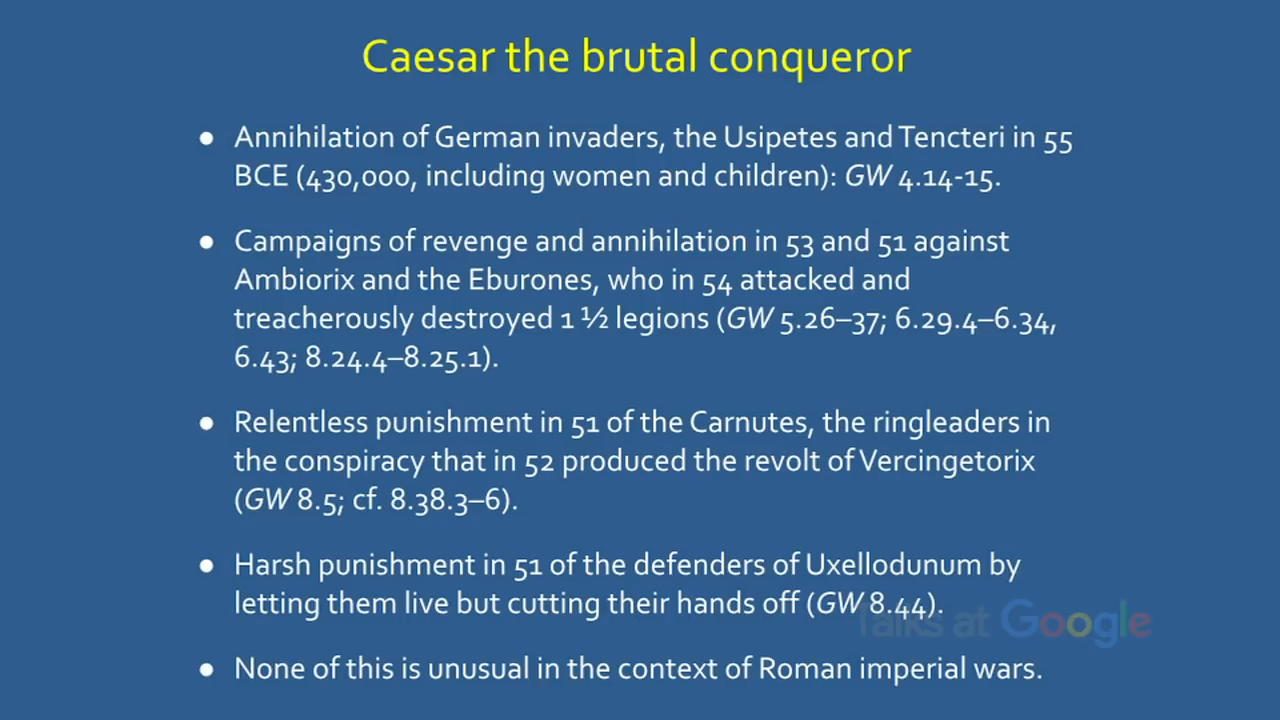 Caesar the brutal conqueror
● Annihilation of German invaders, the Usipetes and Tencteri in 55
BCE (430,000, including women and children): GW 4.14-15.
● Campaigns of revenge and annihilation in 53 and 51 against
Ambiorix and the Eburones, who in 54 attacked and
treacherously destroyed 1 ½ legions (GW 5.26–37; 6.29.4–6.34,
6.43; 8.24.4–8.25.1).
● Relentless punishment in 51 of the Carnutes, the ringleaders in
the conspiracy that in 52 produced the revolt of Vercingetorix
(GW 8.5; cf. 8.38.3–6).
● Harsh punishment in 51 of the defenders of Uxellodunum by
letting them live but cutting their hands off (GW 8.44).
Talks at Google
● None of this is unusual in the context of Roman imperial wars.